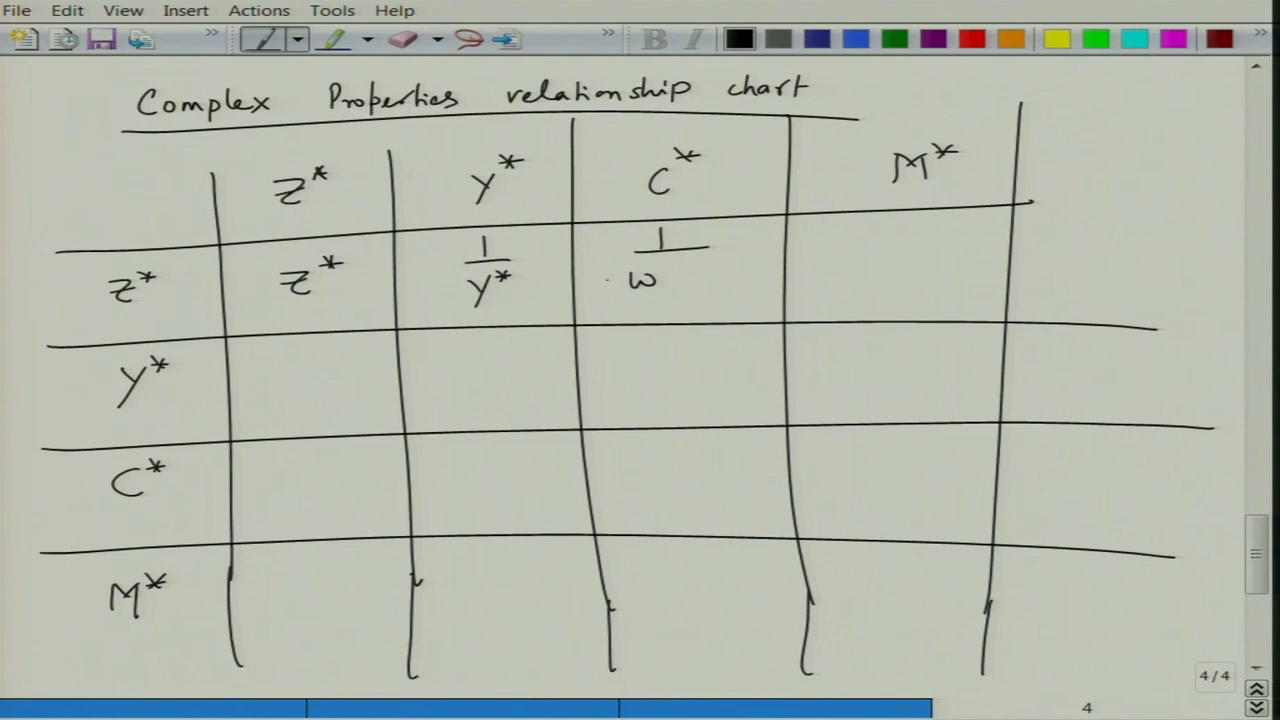 File Edit View Insert Actions Tools Help
Complex Properties relationship chart
Z* Y* C* M*
Z* Z* 1/Y* 1/ω
Y*
C*
M*
4 / 4
4